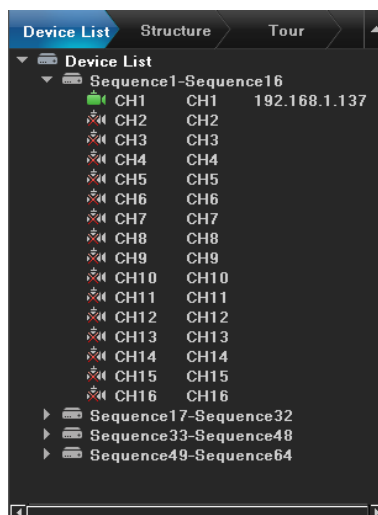 Device List Structure Tour
Device List
Sequence1-Sequence16
CH1 CH1 192.168.1.137
CH2 CH2
CH3 CH3
CH4 CH4
CH5 CH5
CH6 CH6
CH7 CH7
CH8 CH8
CH9 CH9
CH10 CH10
CH11 CH11
CH12 CH12
CH13 CH13
CH14 CH14
CH15 CH15
CH16 CH16
Sequence17-Sequence32
Sequence33-Sequence48
Sequence49-Sequence64